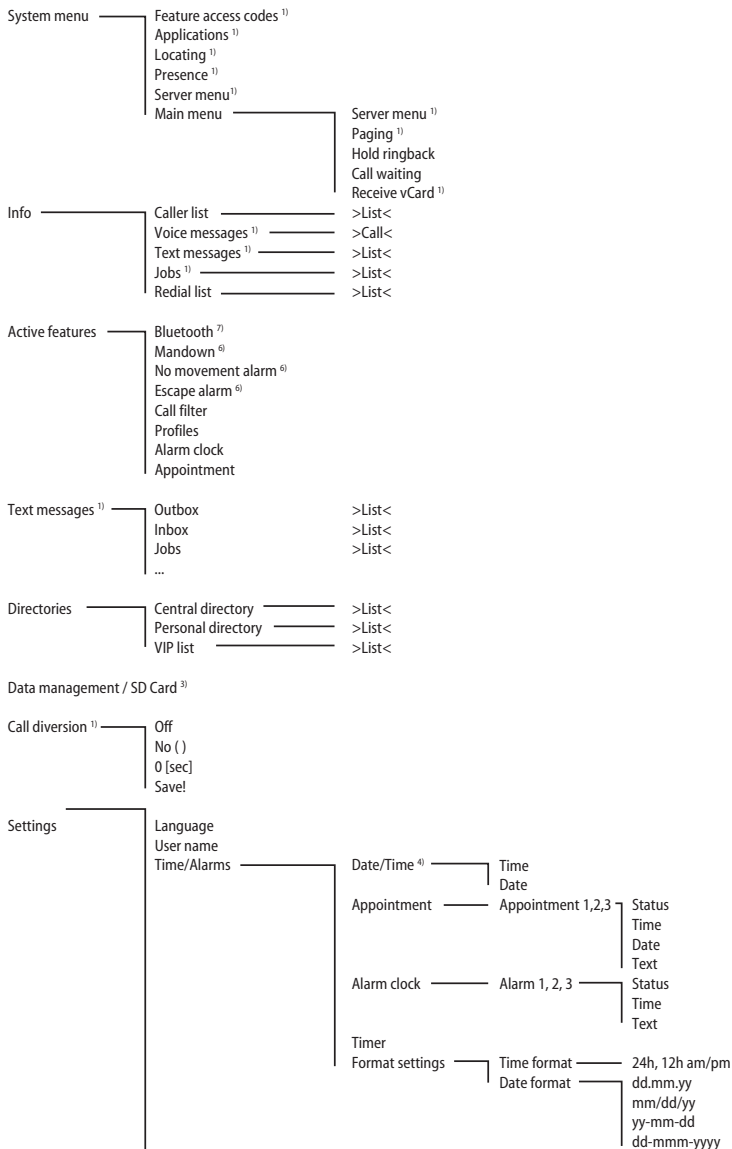 System menu Feature access codes 1)
Applications 1)
Locating 1)
Presence 1)
Server menu1)
Main menu Server menu 1)
Paging 1)
Hold ringback
Call waiting
Receive vCard 1)
Info Caller list >List<
Voice messages 1) >Call<
Text messages 1) >List<
Jobs 1) >List<
Redial list >List<
Active features Bluetooth 7)
Mandown 6)
No movement alarm 6)
Escape alarm 6)
Call filter
Profiles
Alarm clock
Appointment
Text messages 1) Outbox >List<
Inbox >List<
Jobs >List<
...
Directories Central directory >List<
Personal directory >List<
VIP list >List<
Data management / SD Card 3)
Call diversion 1) Off
No ( )
0 [sec]
Save!
Settings Language
User name
Time/Alarms Date/Time 4) Time
Date
Appointment Appointment 1,2,3 Status
Time
Date
Text
Alarm clock Alarm 1, 2, 3 Status
Time
Text
Timer
Format settings Time format 24h, 12h am/pm
Date format dd.mm.yy
mm/dd/yy
yy-mm-dd
dd-mmm-yyyy